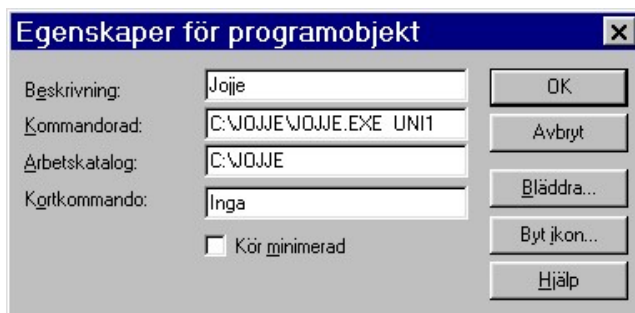 Egenskaper för programobjekt
Beskrivning: Jojje OK
Kommandorad: C:\JOJJE\JOJJE.EXE UNI1 Avbryt
Arbetskatalog: C:\JOJJE
Kortkommando: Inga Bläddra...
Kör minimerad Byt ikon...
Hjälp